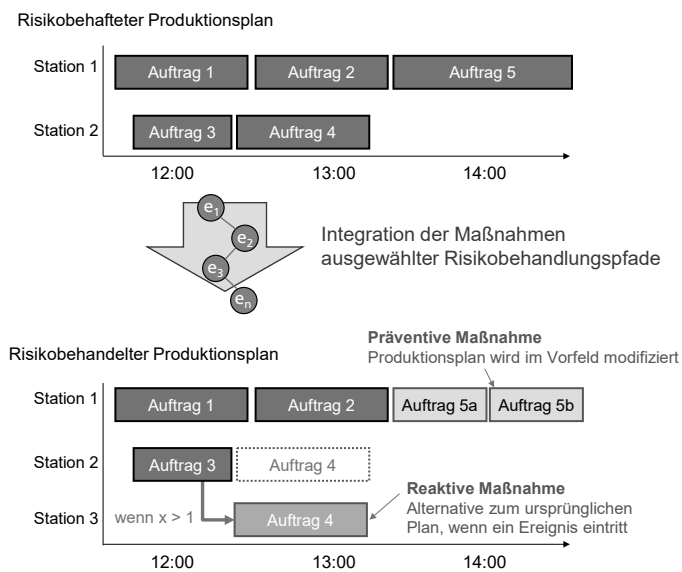 Risikobehafteter Produktionsplan
Station 1
Auftrag 1
Auftrag 2
Auftrag 5
Station 2
Auftrag 3
Auftrag 4
12:00
13:00
14:00
e1
e2
e3
en
Integration der Maßnahmen
ausgewählter Risikobehandlungspfade
Präventive Maßnahme
Produktionsplan wird im Vorfeld modifiziert
Risikobehandelter Produktionsplan
Station 1
Auftrag 1
Auftrag 2
Auftrag 5a
Auftrag 5b
Station 2
Auftrag 3
Auftrag 4
Station 3
wenn x > 1
Auftrag 4
Reaktive Maßnahme
Alternative zum ursprünglichen
Plan, wenn ein Ereignis eintritt
12:00
13:00
14:00